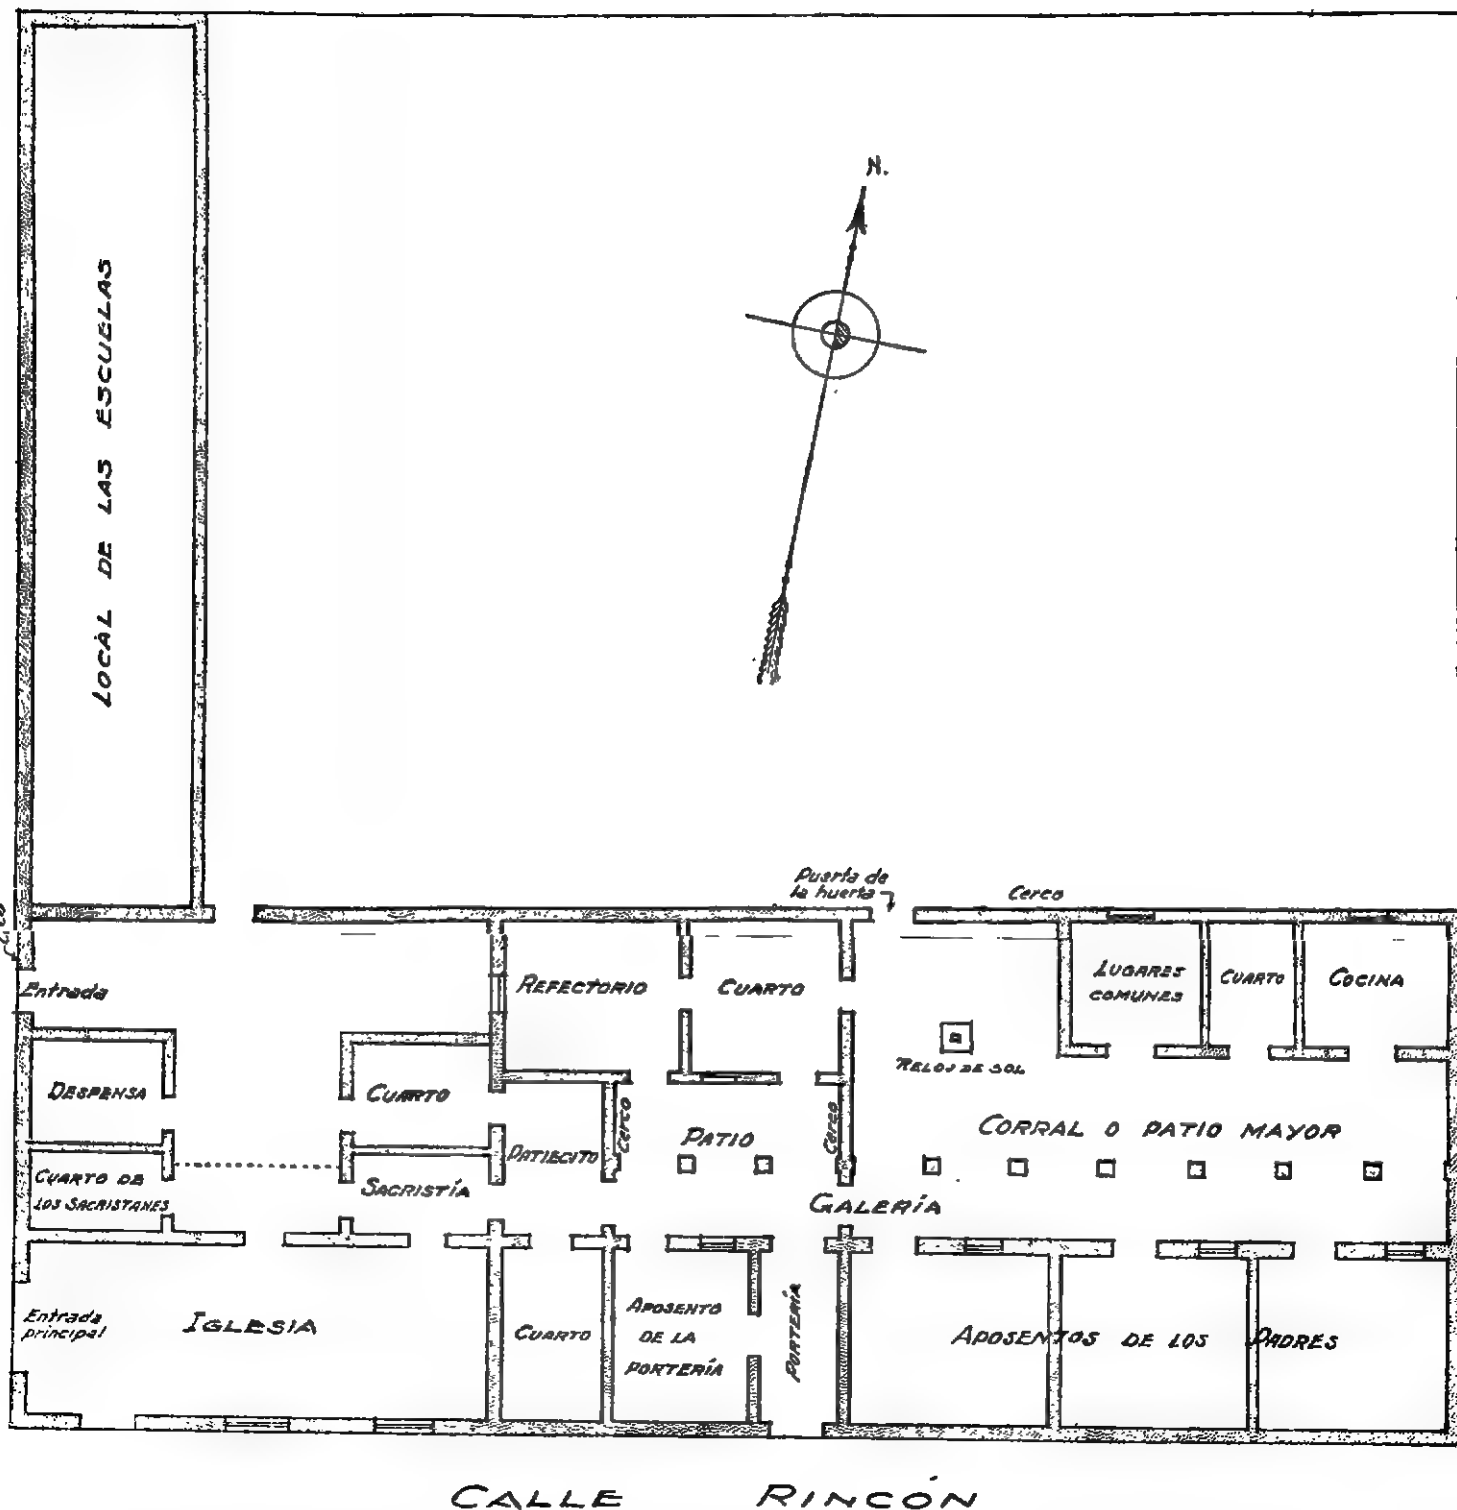 N.
LOCAL DE LAS ESCUELAS
Puerta de
la huerta
Cerco
Cerco
Entrada
REFECTORIO
CUARTO
LUGARES
COMUNES
CUARTO
COCINA
RELOJ DE SOL
DESPENSA
CUARTO
PATIECITO
Cerco
PATIO
Cerco
CORRAL O PATIO MAYOR
CUARTO DE
LOS SACRISTANES
SACRISTÍA
GALERÍA
Entrada
principal
IGLESIA
CUARTO
APOSENTO
DE LA
PORTERÍA
PORTERÍA
APOSENTOS DE LOS PADRES
CALLE RINCÓN